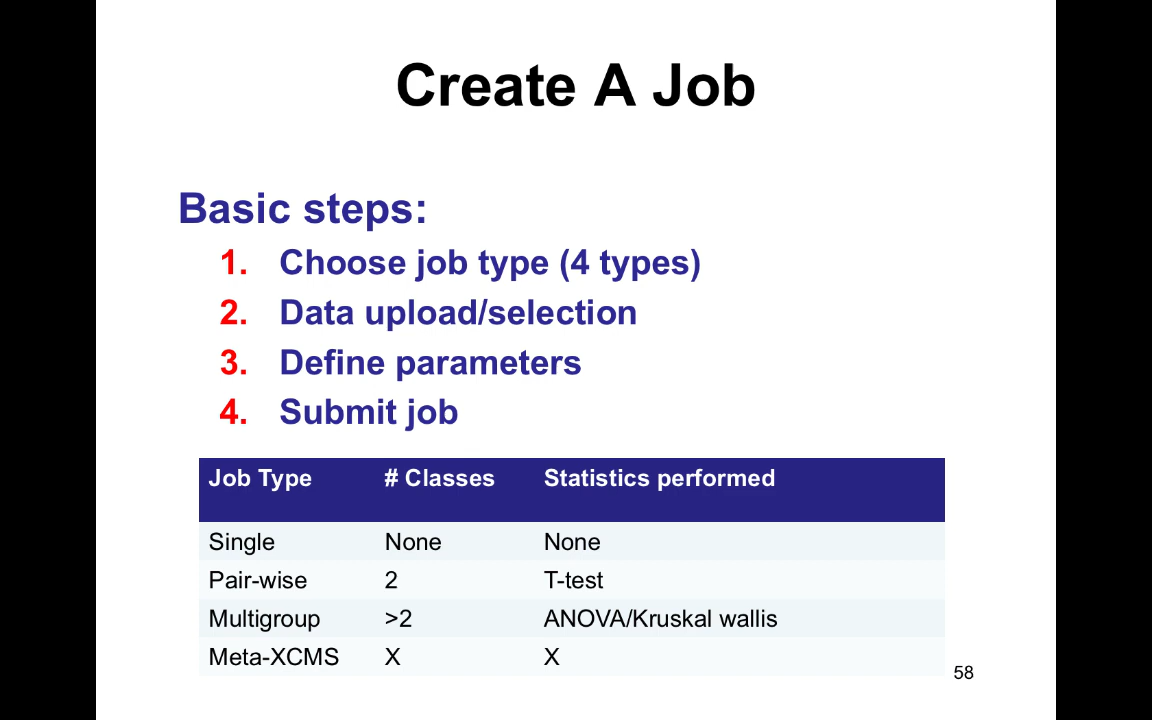 Create A Job
Basic steps:
1. Choose job type (4 types)
2. Data upload/selection
3. Define parameters
4. Submit job
Job Type # Classes Statistics performed
Single None None
Pair-wise 2 T-test
Multigroup >2 ANOVA/Kruskal wallis
Meta-XCMS X X
58